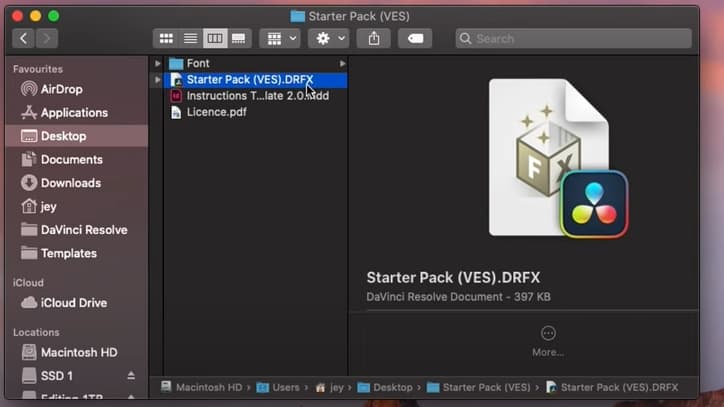 Starter Pack (VES)
Search
Favourites
AirDrop
Applications
Desktop
Documents
Downloads
jey
DaVinci Resolve
Templates
iCloud
iCloud Drive
Locations
Macintosh HD
SSD 1
Editing 1TB
Font
Starter Pack (VES).DRFX
Instructions T...late 2.0
Licence.pdf
FX
Starter Pack (VES).DRFX
DaVinci Resolve Document - 397 KB
More...
Macintosh HD › Users › jey › Desktop › Starter Pack (VES) › Starter Pack (VES).DRFX